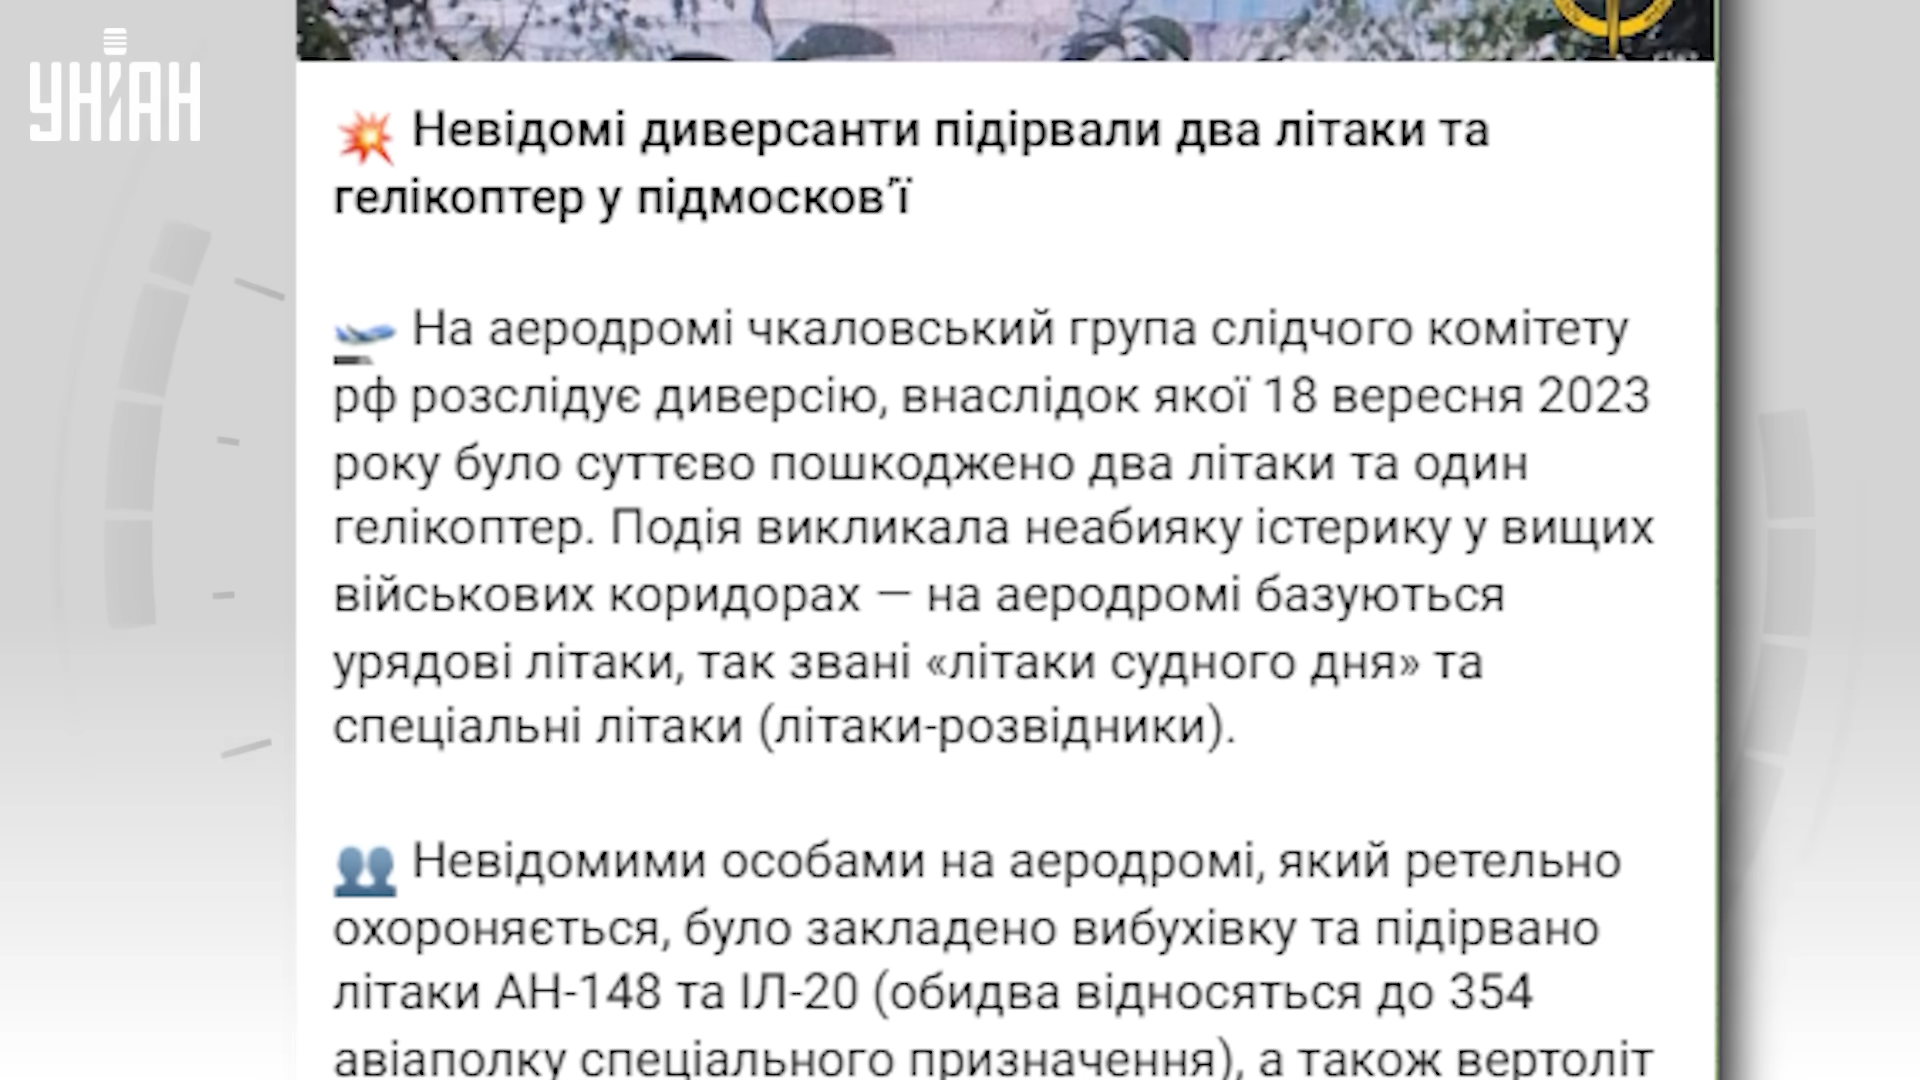 УНІАН
Невідомі диверсанти підірвали два літаки та
гелікоптер у підмосков’ї
На аеродромі чкаловський група слідчого комітету
рф розслідує диверсію, внаслідок якої 18 вересня 2023
року було суттєво пошкоджено два літаки та один
гелікоптер. Подія викликала неабияку істерику у вищих
військових коридорах — на аеродромі базуються
урядові літаки, так звані «літаки судного дня» та
спеціальні літаки (літаки-розвідники).
Невідомими особами на аеродромі, який ретельно
охороняється, було закладено вибухівку та підірвано
літаки АН-148 та ІЛ-20 (обидва відносяться до 354
авіаполку спеціального призначення), а також вертоліт